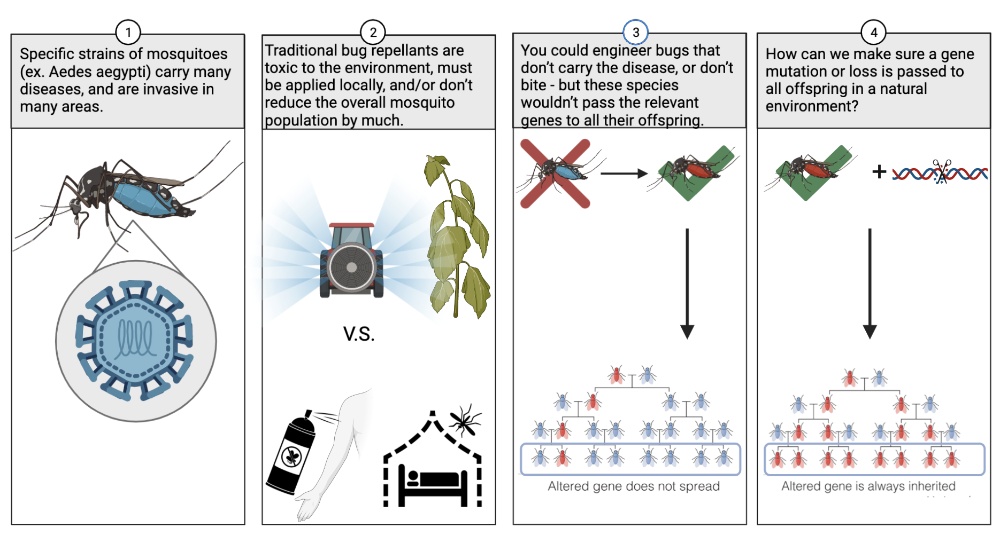 1
Specific strains of mosquitoes
(ex. Aedes aegypti) carry many
diseases, and are invasive in
many areas.
2
Traditional bug repellants are
toxic to the environment, must
be applied locally, and/or don’t
reduce the overall mosquito
population by much.
V.S.
3
You could engineer bugs that
don’t carry the disease, or don’t
bite - but these species
wouldn’t pass the relevant
genes to all their offspring.
Altered gene does not spread
4
How can we make sure a gene
mutation or loss is passed to
all offspring in a natural
environment?
+
Altered gene is always inherited